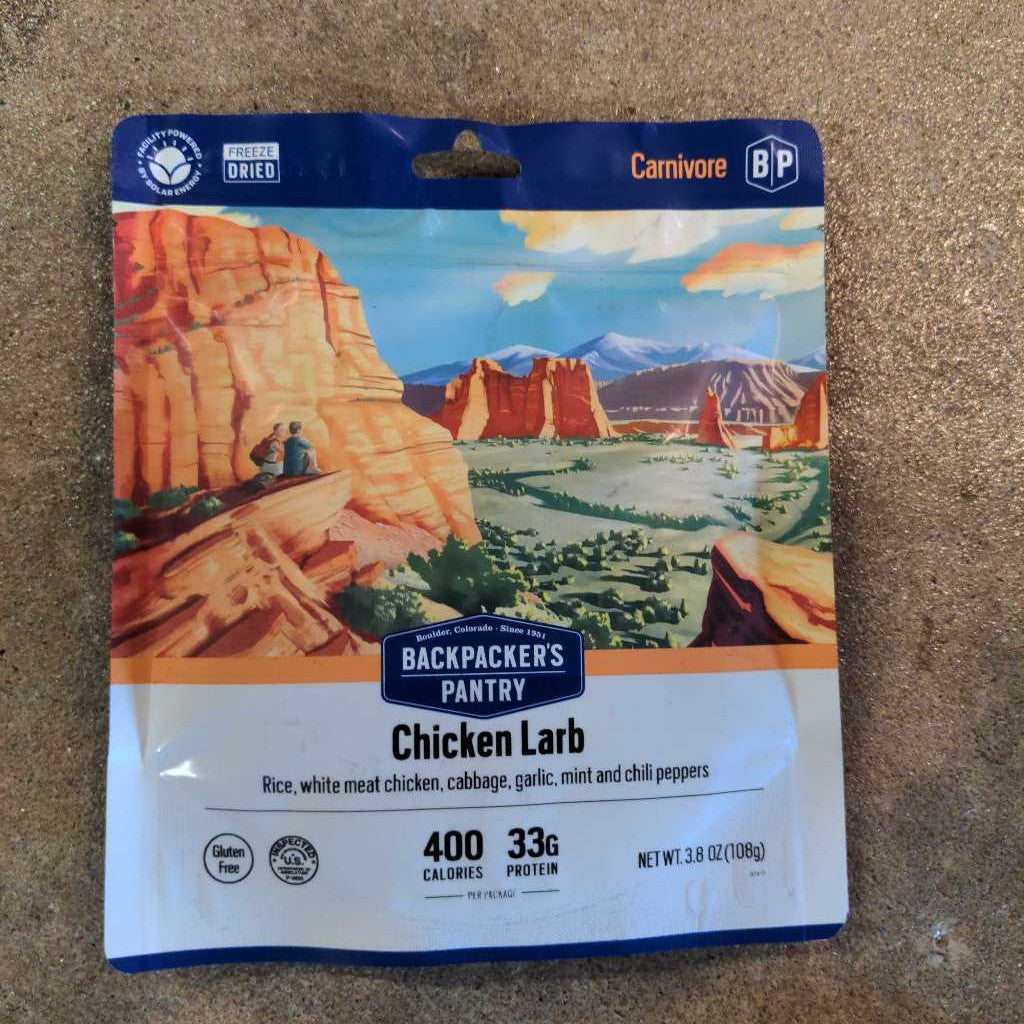 FACILITY POWERED
BY SOLAR ENERGY
FREEZE
DRIED
Carnivore
BP
Boulder, Colorado · Since 1951
BACKPACKER'S
PANTRY
Chicken Larb
Rice, white meat chicken, cabbage, garlic, mint and chili peppers
Gluten
Free
INSPECTED
U.S.
400
CALORIES
33G
PROTEIN
PER PACKAGE
NET WT. 3.8 OZ (108g)